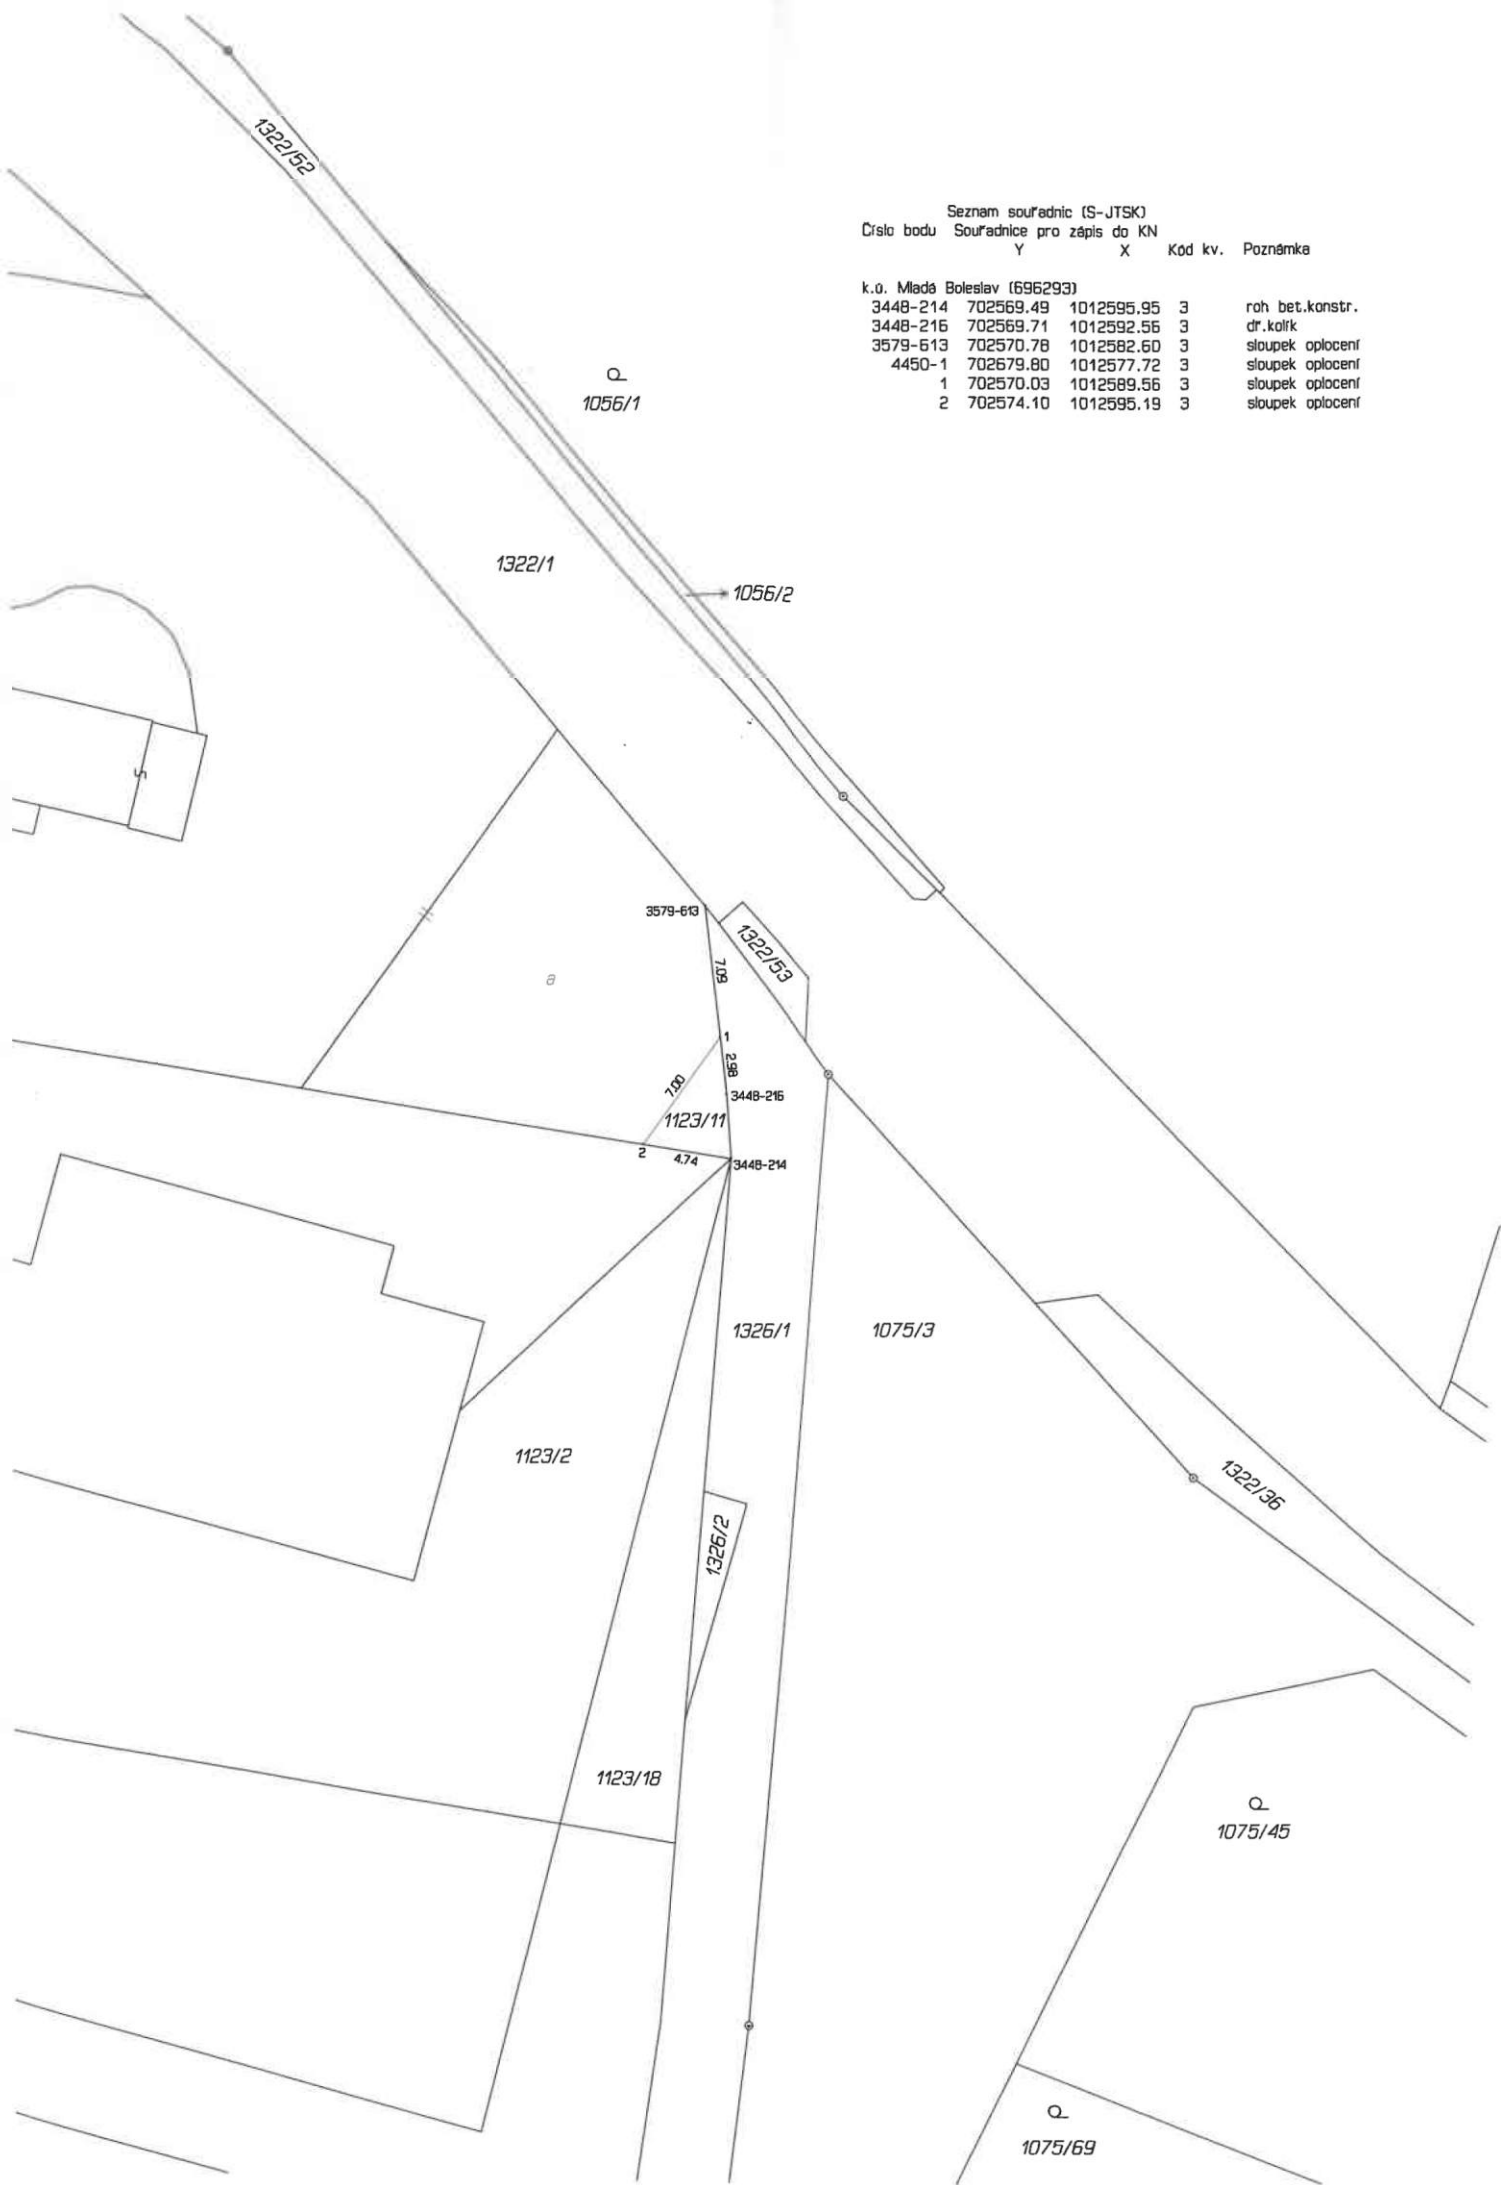 1322/52
Seznam souřadnic (S-JTSK)
Číslo bodu Souřadnice pro zápis do KN
Y X Kód kv. Poznámka
k.ú. Mladá Boleslav (696293)
3448-214 702569.49 1012595.95 3 roh bet.konstr.
3448-216 702569.71 1012592.56 3 dř.kolík
3579-613 702570.78 1012582.60 3 sloupek oplocení
4450-1 702679.80 1012577.72 3 sloupek oplocení
1 702570.03 1012589.56 3 sloupek oplocení
2 702574.10 1012595.19 3 sloupek oplocení
1056/1
1322/1
1056/2
3579-613
1322/53
7.09
a
1
2.98
7.00
3448-216
1123/11
2
4.74
3448-214
1326/1
1075/3
1123/2
1322/36
1326/2
1123/18
1075/45
1075/69